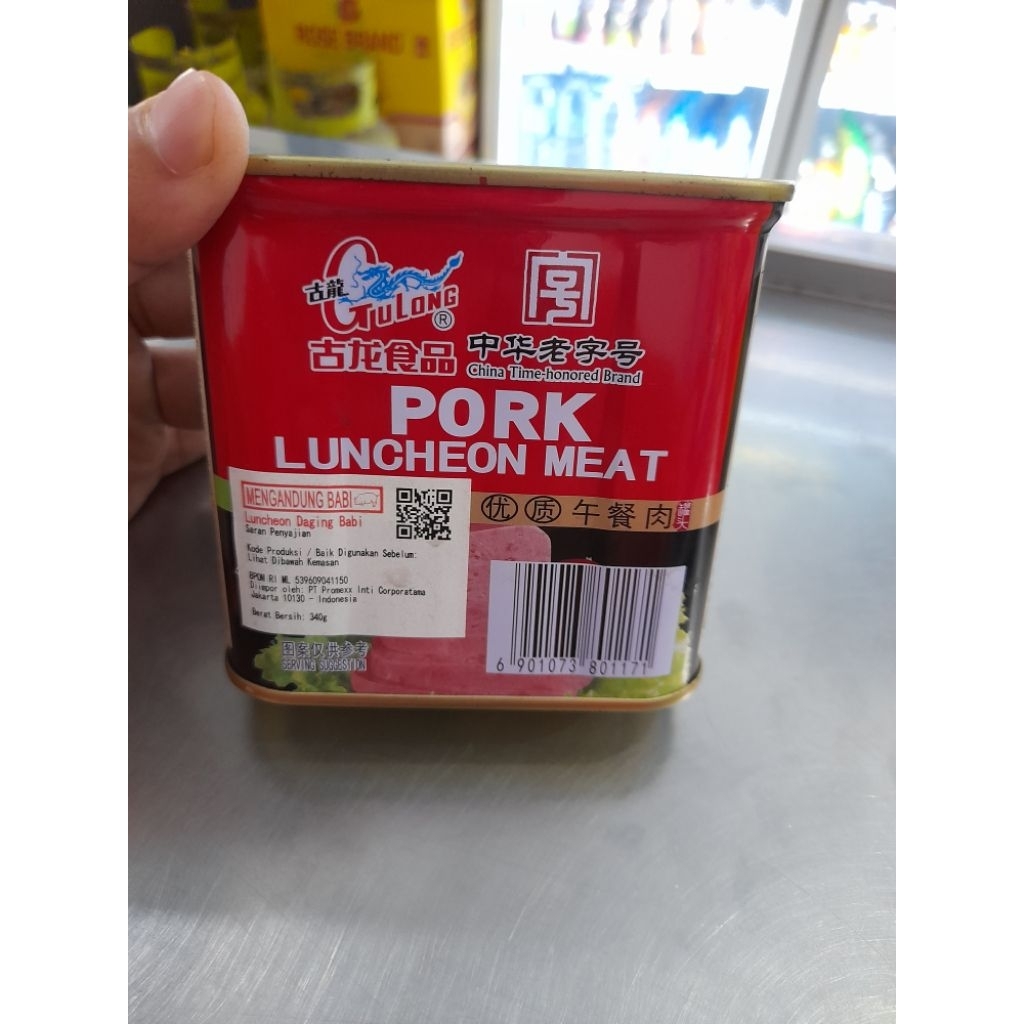 古龍
GULONG®
古龙食品
中华老字号
China Time-honored Brand
PORK
LUNCHEON MEAT
优质午餐肉罐头
MENGANDUNG BABI
Luncheon Daging Babi
Saran Penyajian
Kode Produksi / Baik Digunakan Sebelum:
Lihat Dibawah Kemasan
BPOM RI ML 539609041150
Diimpor oleh: PT Promexx Inti Corporatama
Jakarta 10130 - Indonesia
Berat Bersih: 340g
图案仅供参考
SERVING SUGGESTION
6 901073 801171